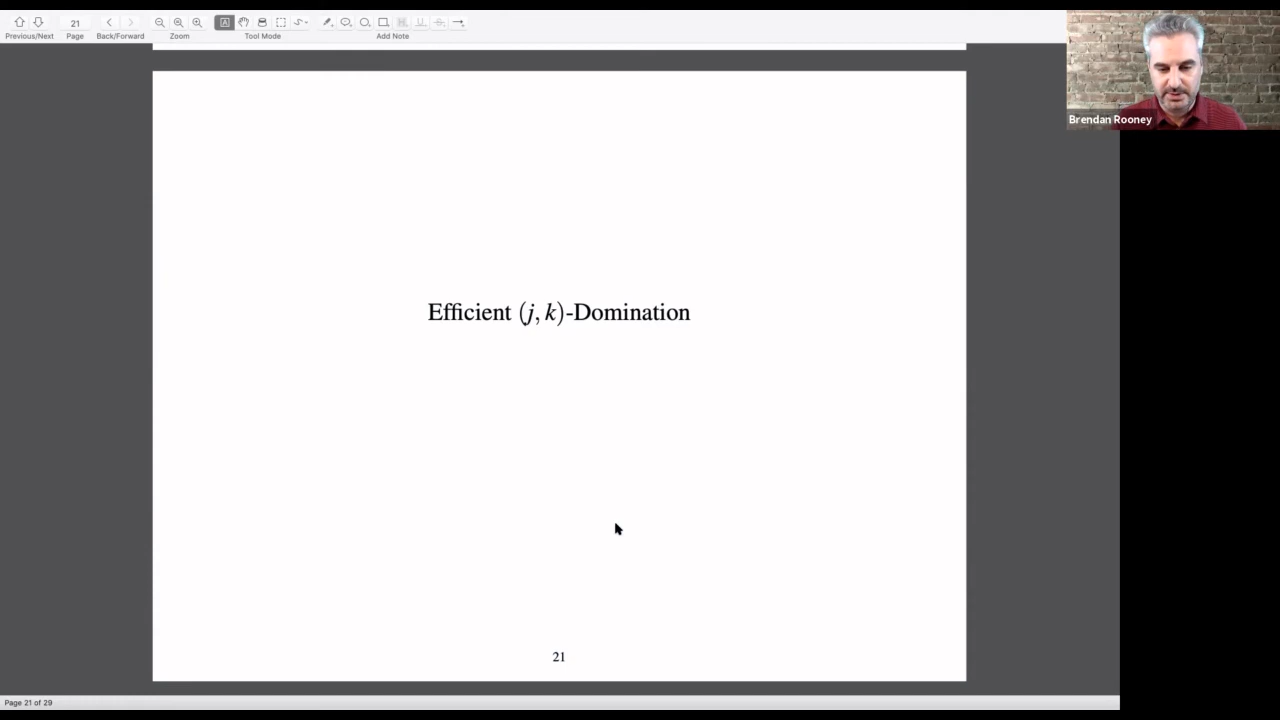 21
Previous/Next Page Back/Forward Zoom Tool Mode Add Note
Brendan Rooney
Efficient (j, k)-Domination
21
Page 21 of 29